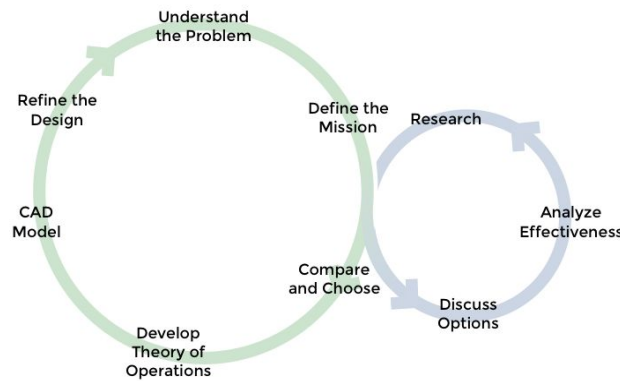 Understand
the Problem
Define the
Mission
Research
Analyze
Effectiveness
Discuss
Options
Compare
and Choose
Develop
Theory of
Operations
CAD
Model
Refine the
Design